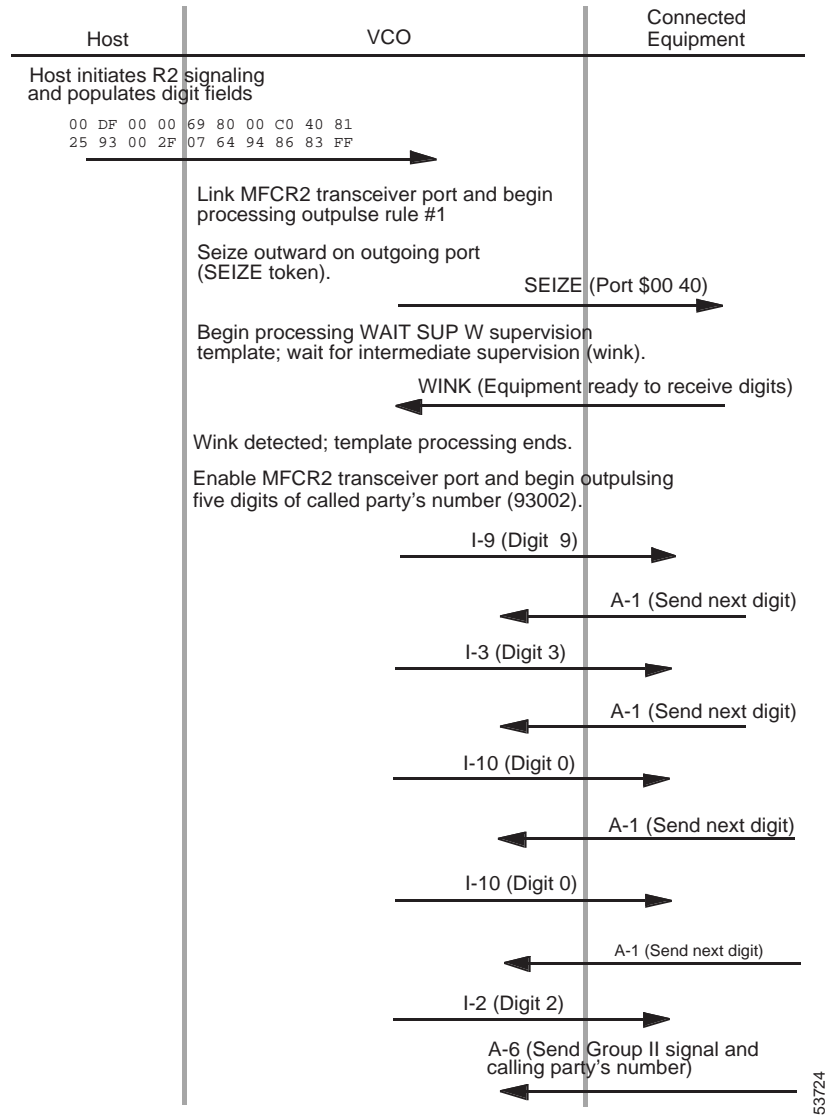 Host
VCO
Connected
Equipment
Host initiates R2 signaling
and populates digit fields
00 DF 00 00 69 80 00 C0 40 81
25 93 00 2F 07 64 94 86 83 FF
Link MFCR2 transceiver port and begin
processing outpulse rule #1
Seize outward on outgoing port
(SEIZE token).
SEIZE (Port $00 40)
Begin processing WAIT SUP W supervision
template; wait for intermediate supervision (wink).
WINK (Equipment ready to receive digits)
Wink detected; template processing ends.
Enable MFCR2 transceiver port and begin outpulsing
five digits of called party's number (93002).
I-9 (Digit 9)
A-1 (Send next digit)
I-3 (Digit 3)
A-1 (Send next digit)
I-10 (Digit 0)
A-1 (Send next digit)
I-10 (Digit 0)
A-1 (Send next digit)
I-2 (Digit 2)
A-6 (Send Group II signal and
calling party's number)
53724